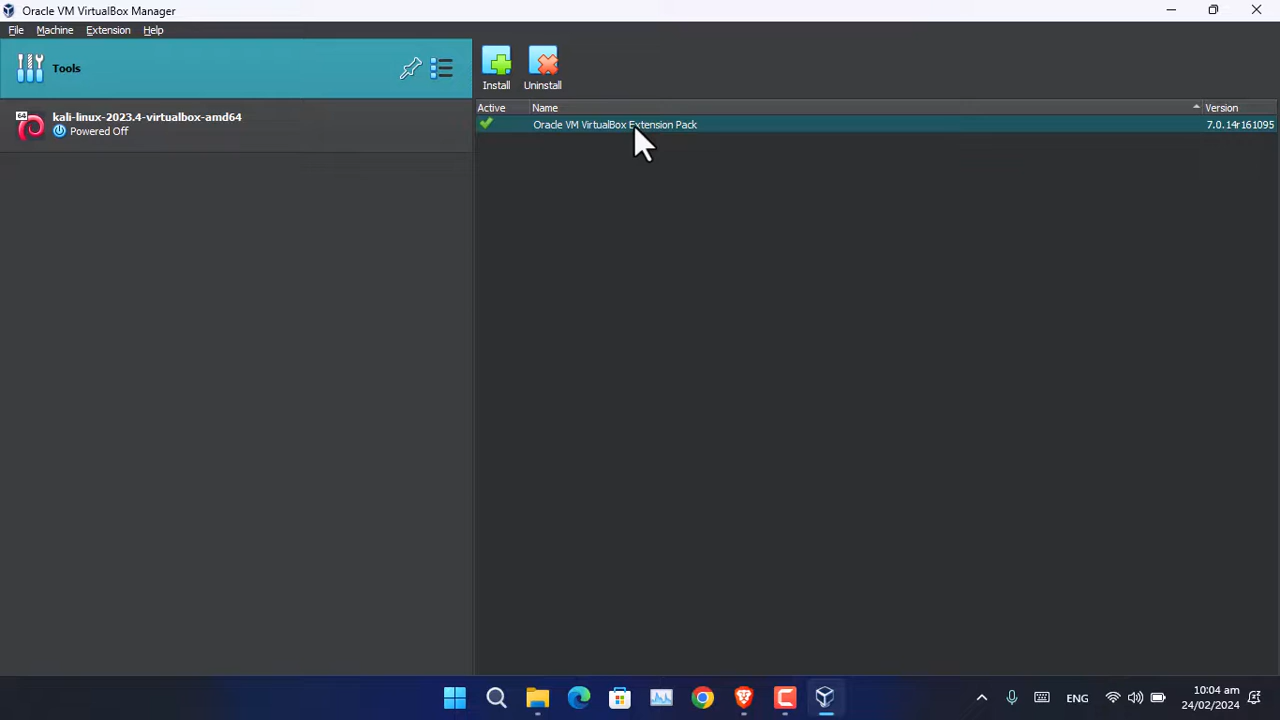 Oracle VM VirtualBox Manager
File Machine Extension Help
Tools
Install Uninstall
Active Name Version
64 kali-linux-2023.4-virtualbox-amd64
Powered Off
Oracle VM VirtualBox Extension Pack 7.0.14r161095
ENG
10:04 am
24/02/2024